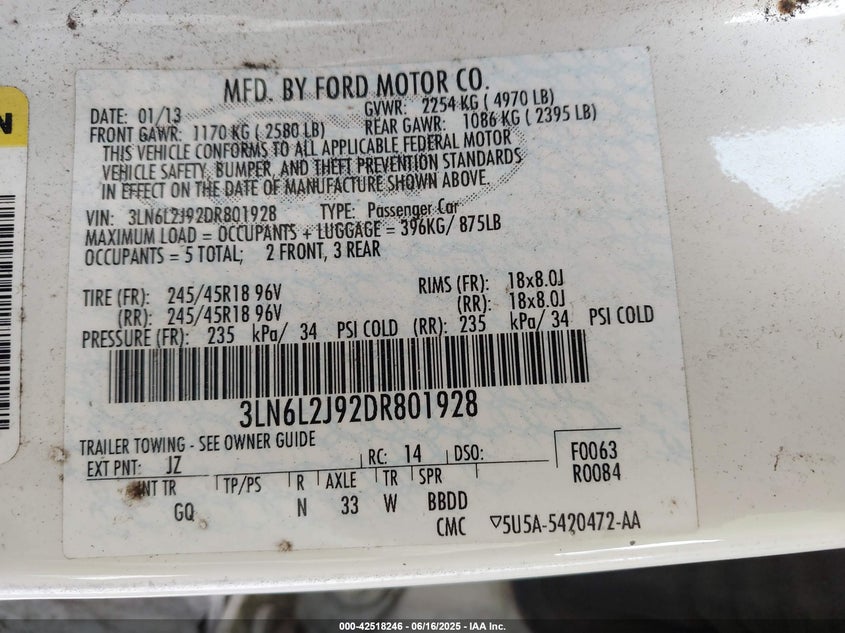 N
MFD. BY FORD MOTOR CO.
DATE: 01/13 GVWR: 2254 KG ( 4970 LB)
FRONT GAWR: 1170 KG ( 2580 LB) REAR GAWR: 1086 KG ( 2395 LB)
THIS VEHICLE CONFORMS TO ALL APPLICABLE FEDERAL MOTOR
VEHICLE SAFETY, BUMPER, AND THEFT PREVENTION STANDARDS
IN EFFECT ON THE DATE OF MANUFACTURE SHOWN ABOVE.
VIN: 3LN6L2J92DR801928 TYPE: Passenger Car
MAXIMUM LOAD = OCCUPANTS + LUGGAGE = 396KG/ 875LB
OCCUPANTS = 5 TOTAL; 2 FRONT, 3 REAR
TIRE (FR): 245/45R18 96V RIMS (FR): 18x8.0J
(RR): 245/45R18 96V (RR): 18x8.0J
PRESSURE (FR): 235 kPa/ 34 PSI COLD (RR): 235 kPa/ 34 PSI COLD
3LN6L2J92DR801928
TRAILER TOWING - SEE OWNER GUIDE
EXT PNT: JZ RC: 14 DSO: F0063
R0084
INT TR TP/PS R AXLE TR SPR
GQ N 33 W BBDD
CMC ▽5U5A-5420472-AA
000-42518246 - 06/16/2025 - IAA Inc.